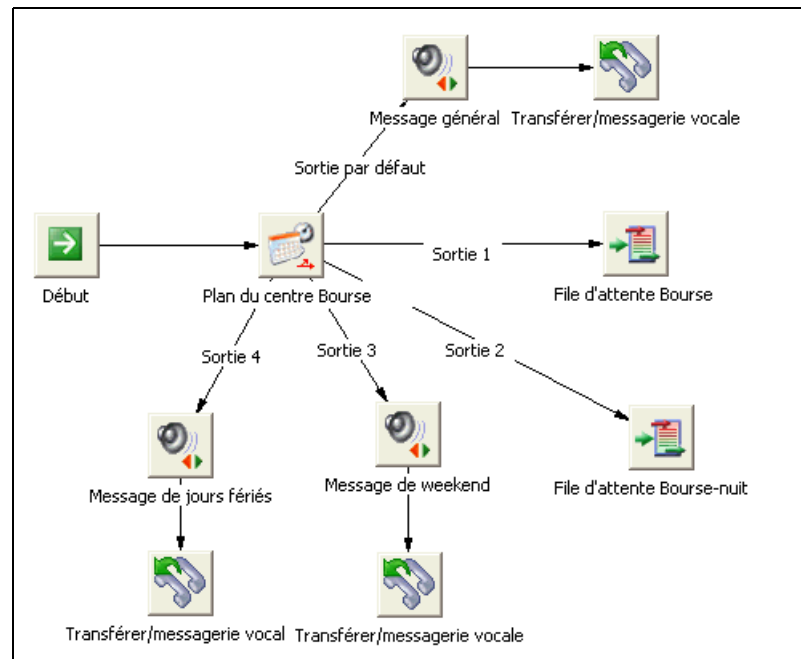 Message général
Transférer/messagerie vocale
Sortie par défaut
Sortie 1
Début
Plan du centre Bourse
File d'attente Bourse
Sortie 4
Sortie 3
Sortie 2
Message de jours fériés
Message de weekend
File d'attente Bourse-nuit
Transférer/messagerie vocal
Transférer/messagerie vocale